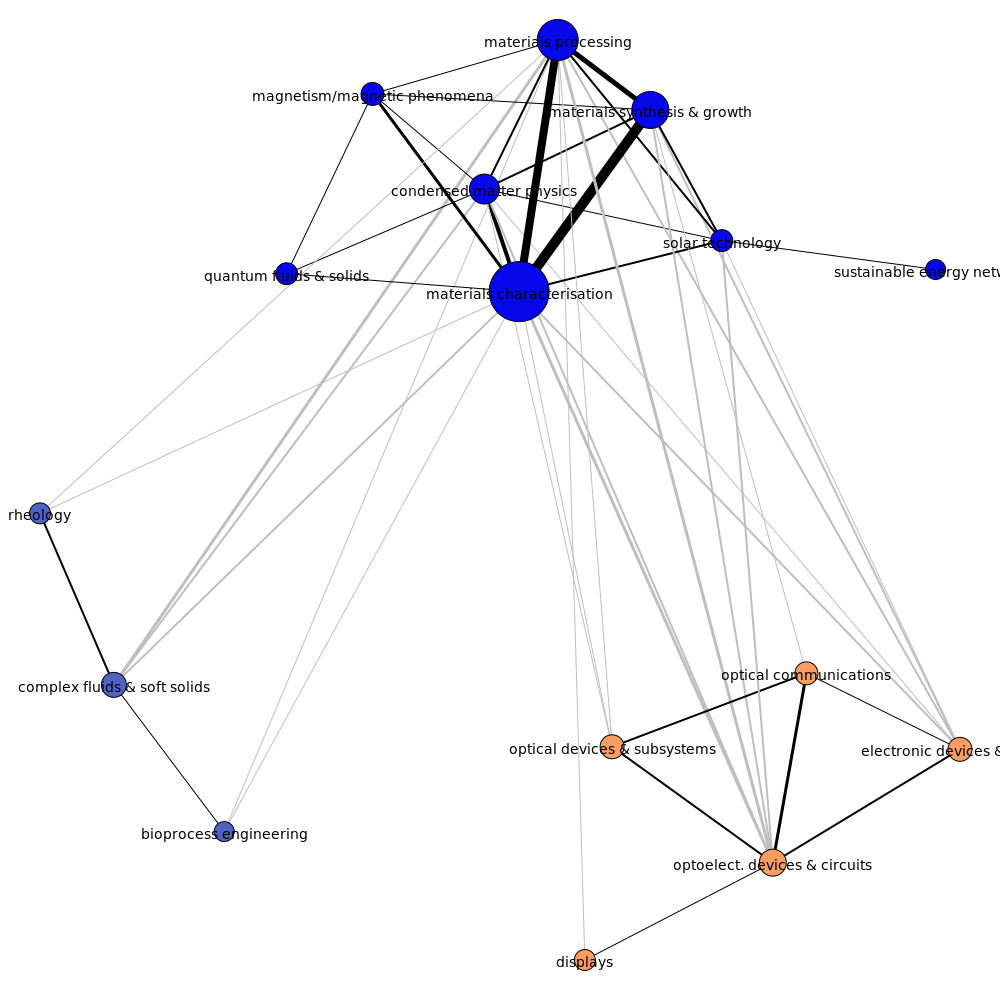 materials processing
magnetism/magnetic phenomena
materials synthesis & growth
condensed matter physics
solar technology
sustainable energy netw
quantum fluids & solids
materials characterisation
rheology
optical communications
complex fluids & soft solids
optical devices & subsystems
electronic devices &
bioprocess engineering
optoelect. devices & circuits
displays